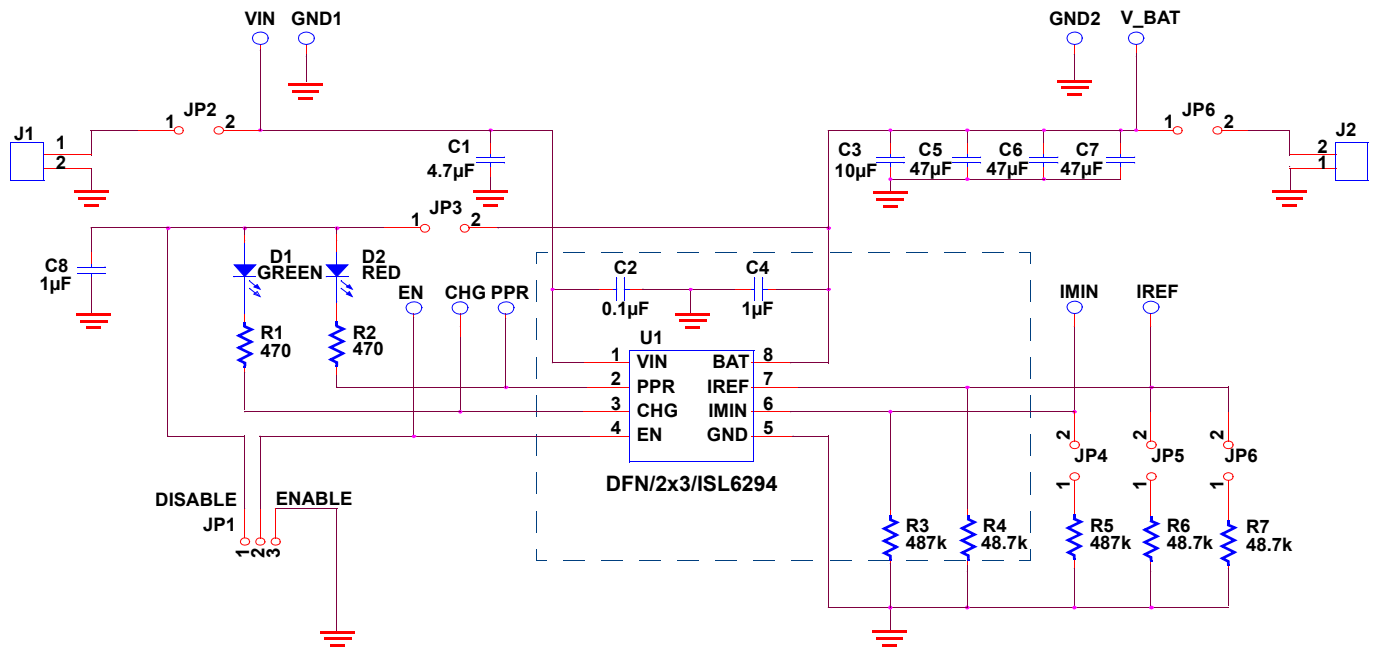 VIN GND1
GND2 V_BAT
JP2
1 2
J1
1
2
C1
4.7µF
C3
10µF
C5
47µF
C6
47µF
C7
47µF
JP6
1 2
J2
2
1
JP3
1 2
C8
1µF
D1
GREEN
D2
RED
EN CHG PPR
C2
0.1µF
C4
1µF
IMIN IREF
R1
470
R2
470
U1
1 VIN BAT 8
2 PPR IREF 7
3 CHG IMIN 6
4 EN GND 5
DFN/2x3/ISL6294
2 JP4 1
2 JP5 1
2 JP6 1
DISABLE ENABLE
JP1
1 2 3
R3
487k
R4
48.7k
R5
487k
R6
48.7k
R7
48.7k